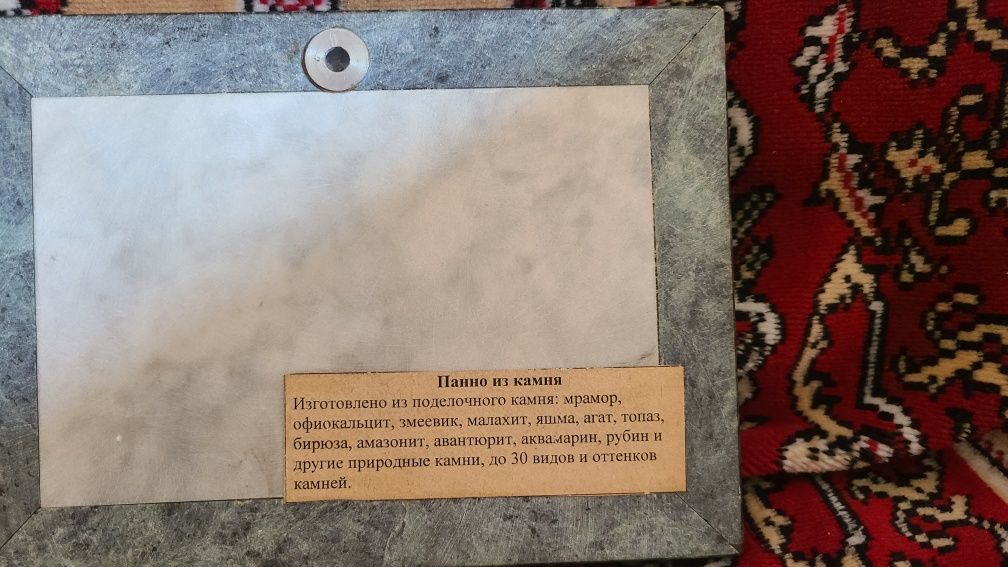 Панно из камня
Изготовлено из поделочного камня: мрамор,
офиокальцит, змеевик, малахит, яшма, агат, топаз,
бирюза, амазонит, авантюрит, аквамарин, рубин и
другие природные камни, до 30 видов и оттенков
камней.